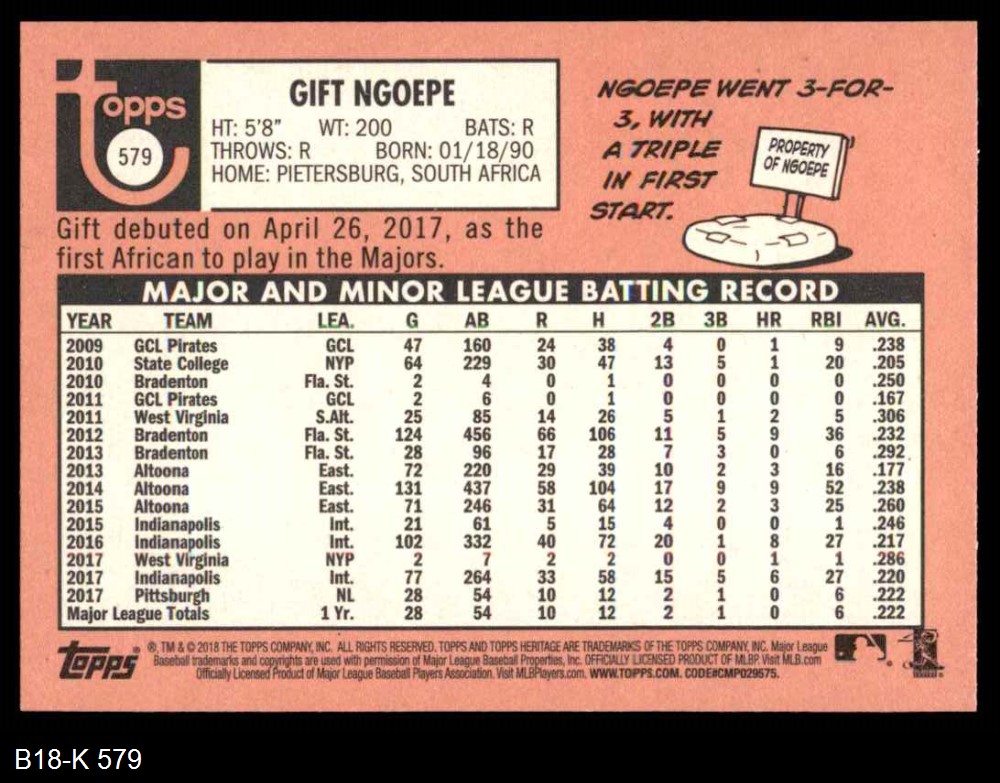 topps
579
GIFT NGOEPE
HT: 5'8" WT: 200 BATS: R
THROWS: R BORN: 01/18/90
HOME: PIETERSBURG, SOUTH AFRICA
Gift debuted on April 26, 2017, as the
first African to play in the Majors.
NGOEPE WENT 3-FOR-
3, WITH
A TRIPLE
IN FIRST
START.
PROPERTY
OF NGOEPE
MAJOR AND MINOR LEAGUE BATTING RECORD
YEAR TEAM LEA. G AB R H 2B 3B HR RBI AVG.
2009 GCL Pirates GCL 47 160 24 38 4 0 1 9 .238
2010 State College NYP 64 229 30 47 13 5 1 20 .205
2010 Bradenton Fla. St. 2 4 0 1 0 0 0 0 .250
2011 GCL Pirates GCL 2 6 0 1 0 0 0 0 .167
2011 West Virginia S.Alt. 25 85 14 26 5 1 2 5 .306
2012 Bradenton Fla. St. 124 456 66 106 11 5 9 36 .232
2013 Bradenton Fla. St. 28 96 17 28 7 3 0 6 .292
2013 Altoona East. 72 220 29 39 10 2 3 16 .177
2014 Altoona East. 131 437 58 104 17 9 9 52 .238
2015 Altoona East. 71 246 31 64 12 2 3 25 .260
2015 Indianapolis Int. 21 61 5 15 4 0 0 1 .246
2016 Indianapolis Int. 102 332 40 72 20 1 8 27 .217
2017 West Virginia NYP 2 7 2 2 0 0 1 1 .286
2017 Indianapolis Int. 77 264 33 58 15 5 6 27 .220
2017 Pittsburgh NL 28 54 10 12 2 1 0 6 .222
Major League Totals 1 Yr. 28 54 10 12 2 1 0 6 .222
topps® ®, TM & © 2018 THE TOPPS COMPANY, INC. ALL RIGHTS RESERVED. TOPPS AND TOPPS HERITAGE ARE TRADEMARKS OF THE TOPPS COMPANY, INC. Major League
Baseball trademarks and copyrights are used with permission of Major League Baseball Properties, Inc. OFFICIALLY LICENSED PRODUCT OF MLBP. Visit MLB.com
Officially Licensed Product of Major League Baseball Players Association. Visit MLBPlayers.com. WWW.TOPPS.COM. CODE#CMP029575.
B18-K 579